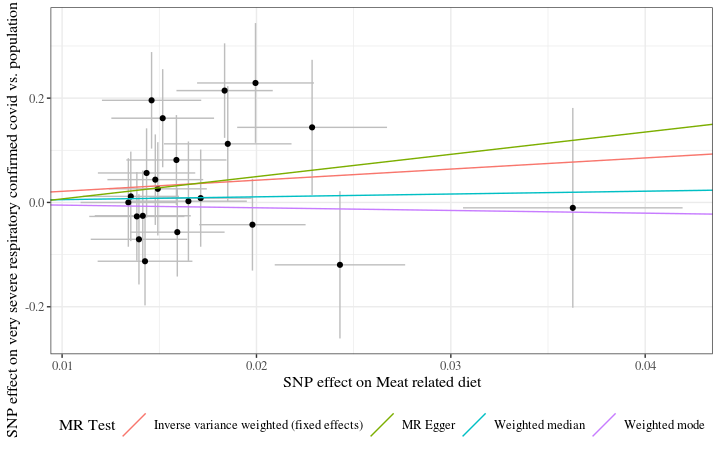 SNP effect on very severe respiratory confirmed covid vs. population
0.2
0.0
-0.2
0.01
0.02
0.03
0.04
SNP effect on Meat related diet
MR Test
Inverse variance weighted (fixed effects)
MR Egger
Weighted median
Weighted mode